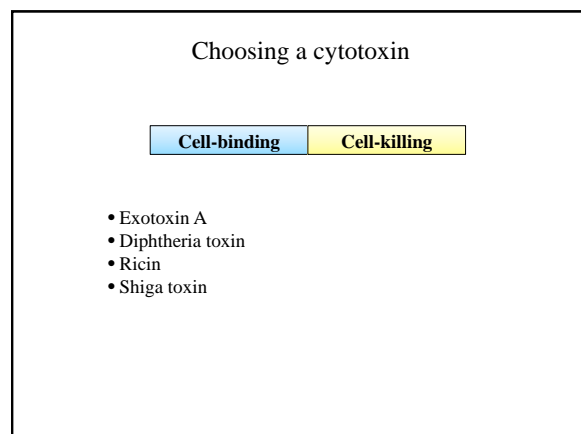 Choosing a cytotoxin
Cell-binding Cell-killing
• Exotoxin A
• Diphtheria toxin
• Ricin
• Shiga toxin